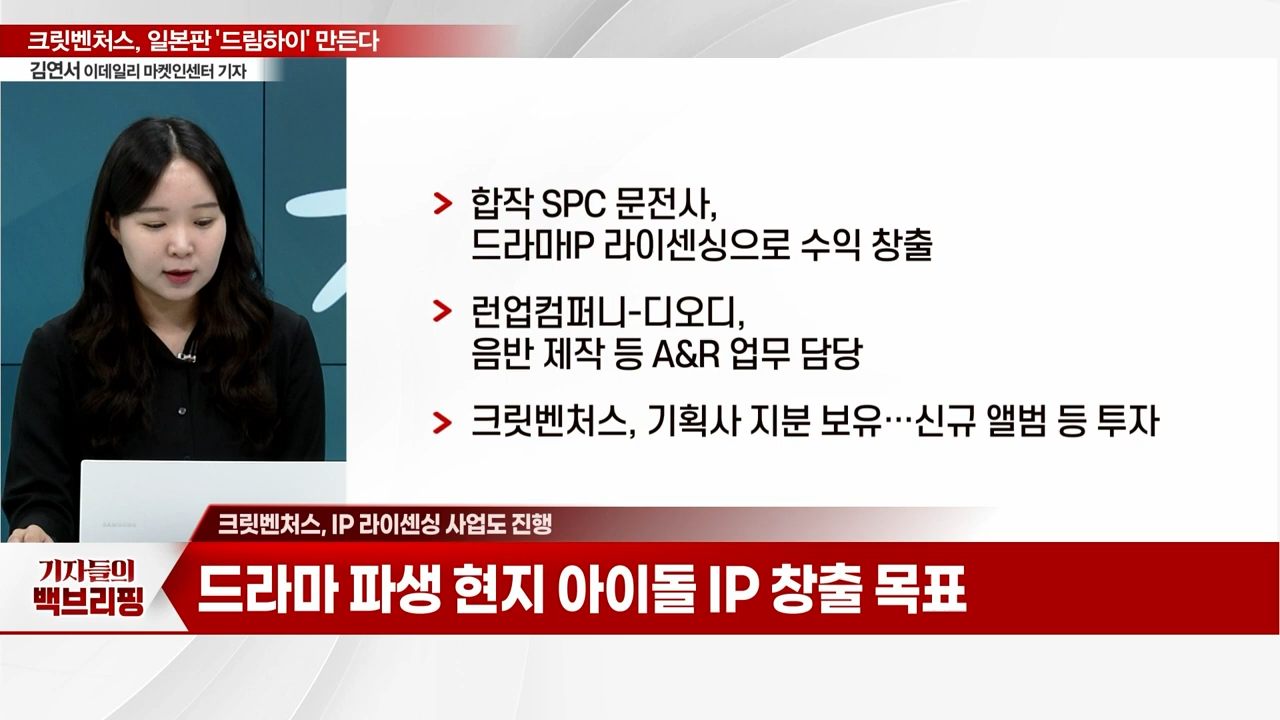 크릿벤처스, 일본판 '드림하이' 만든다
김연서 이데일리 마켓인센터 기자
합작 SPC 문전사,
드라마IP 라이센싱으로 수익 창출
런업컴퍼니-디오디,
음반 제작 등 A&R 업무 담당
크릿벤처스, 기획사 지분 보유…신규 앨범 등 투자
SAMSUNG
크릿벤처스, IP 라이센싱 사업도 진행
기자들의
백브리핑
드라마 파생 현지 아이돌 IP 창출 목표